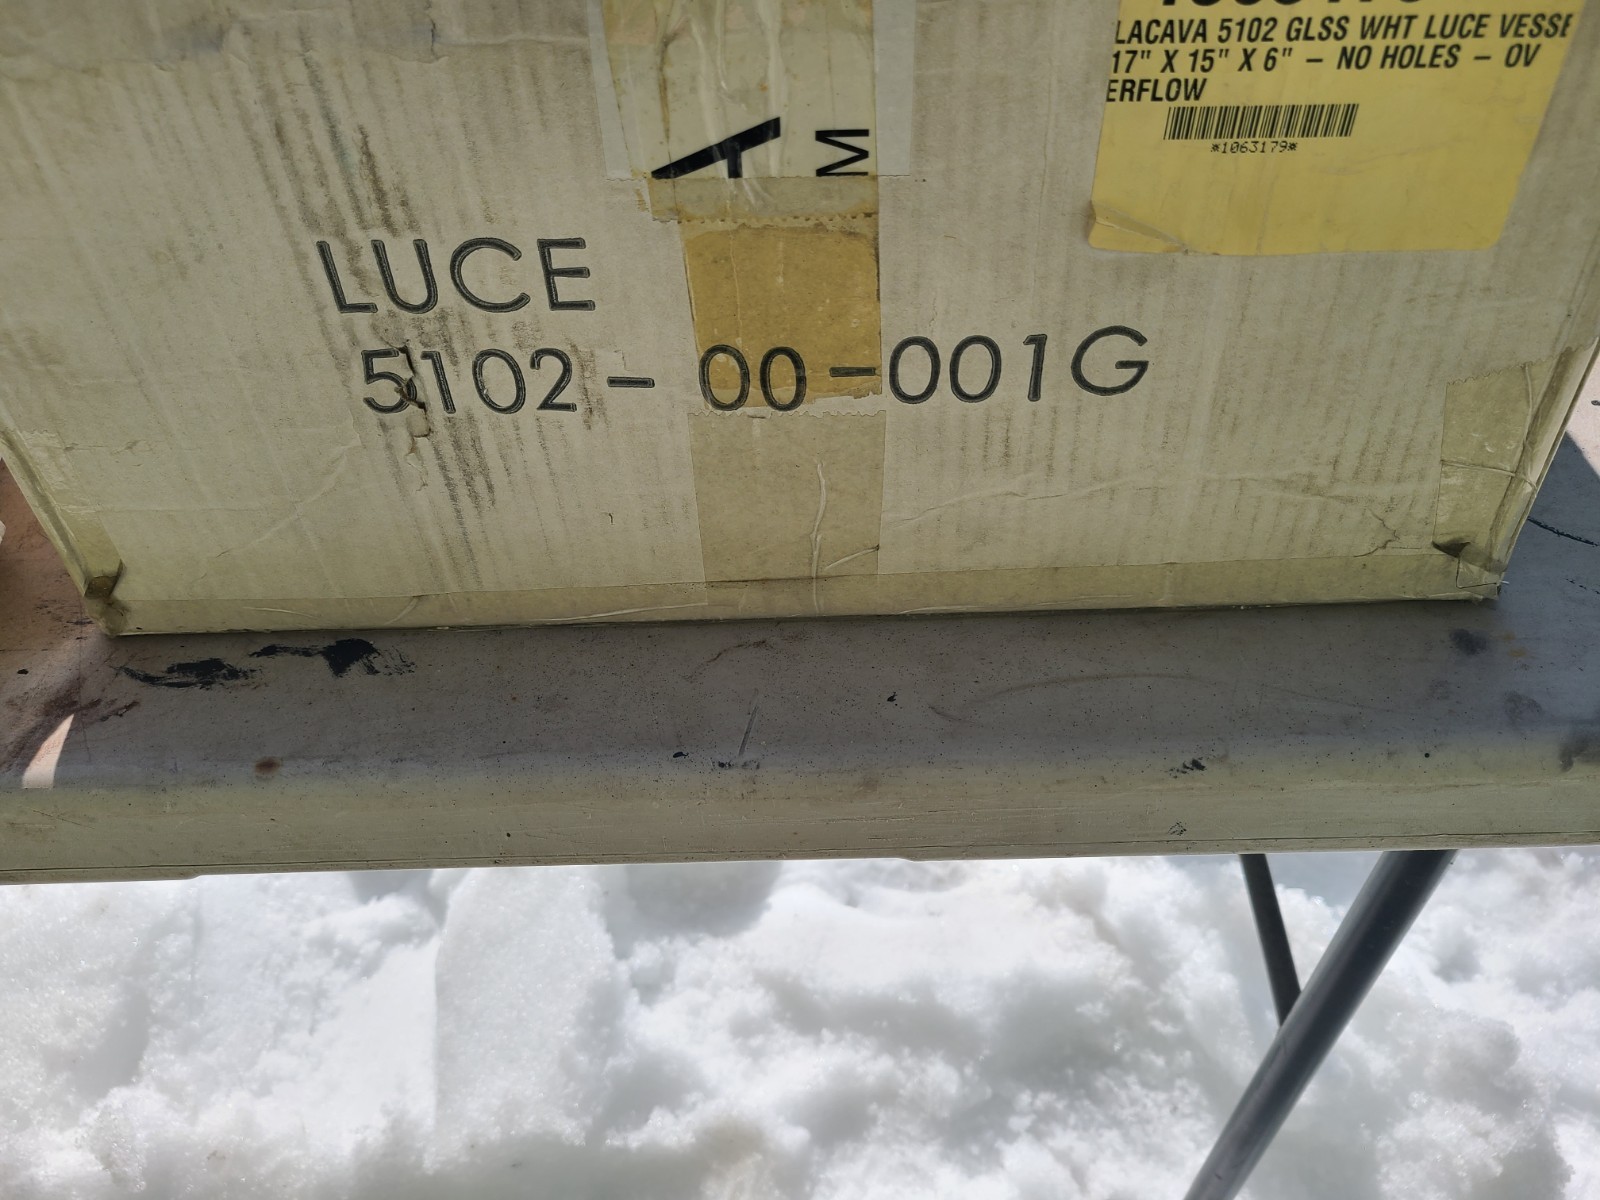 LACAVA 5102 GLSS WHT LUCE VESSE
17" X 15" X 6" – NO HOLES – OV
ERFLOW
*1063179*
A
M
LUCE
5102 – 00 – 001G